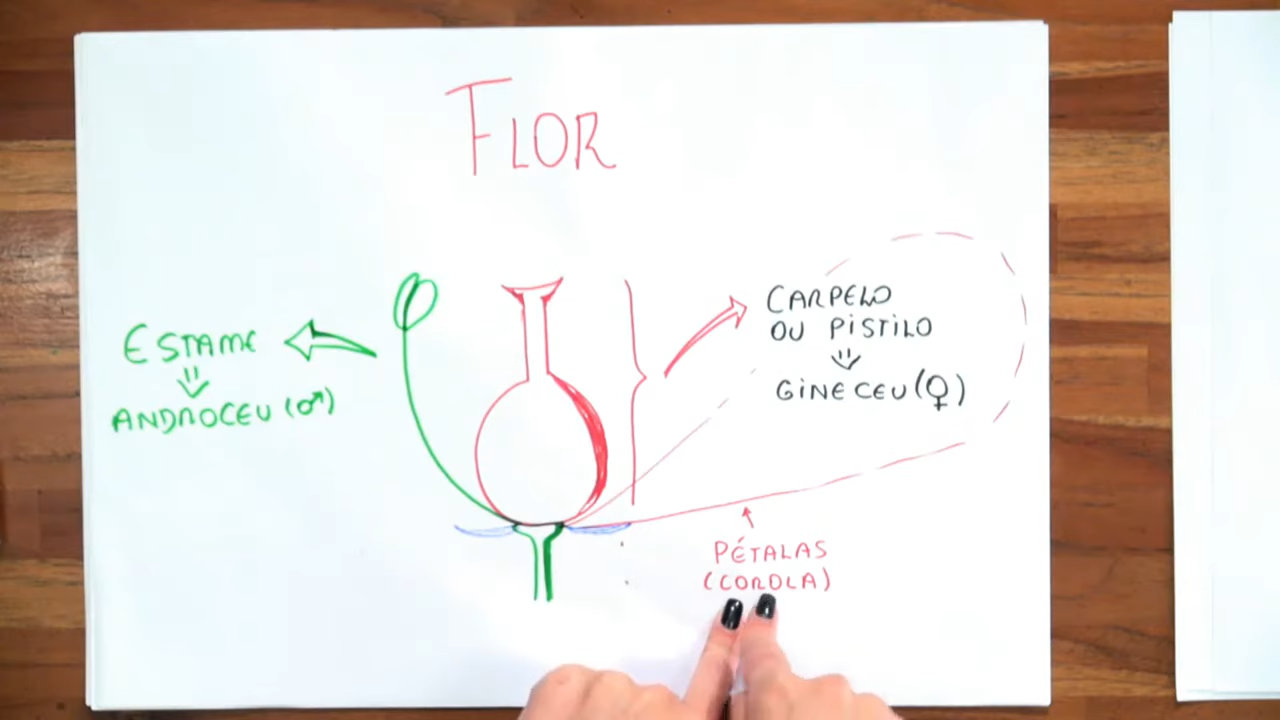 FLOR
ESTAME
ANDROCEU (♂)
CARPELO
OU PISTILO
GINECEU (♀)
PÉTALAS
(COROLA)